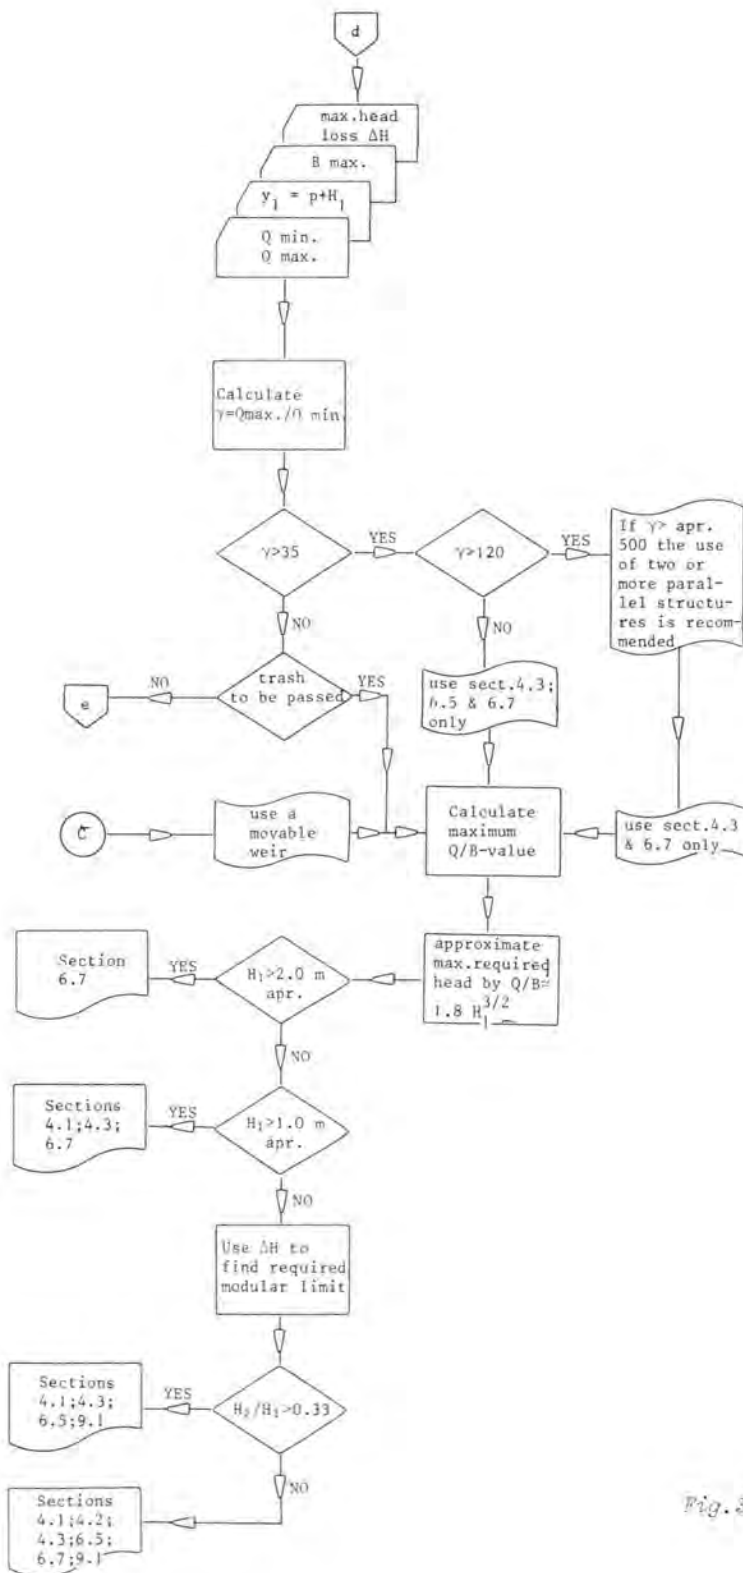 d
max.head
loss ΔH
B max.
y1 = p+H1
Q min.
Q max.
Calculate
γ=Qmax./Q min.
γ>35
YES
γ>120
YES
If γ> apr.
500 the use
of two or
more paral-
lel structu-
res is recom-
mended
NO
NO
trash
to be passed
NO
YES
e
use sect.4.3;
6.5 & 6.7
only
C
use a
movable
weir
Calculate
maximum
Q/B-value
use sect.4.3
& 6.7 only
approximate
max.required
head by Q/B=
1.8 H1^3/2
H1>2.0 m
apr.
YES
Section
6.7
NO
H1>1.0 m
apr.
YES
Sections
4.1;4.3;
6.7
NO
Use ΔH to
find required
modular limit
H2/H1>0.33
YES
Sections
4.1;4.3;
6.5;9.1
NO
Sections
4.1;4.2;
4.3;6.5;
6.7;9.1
Fig.3